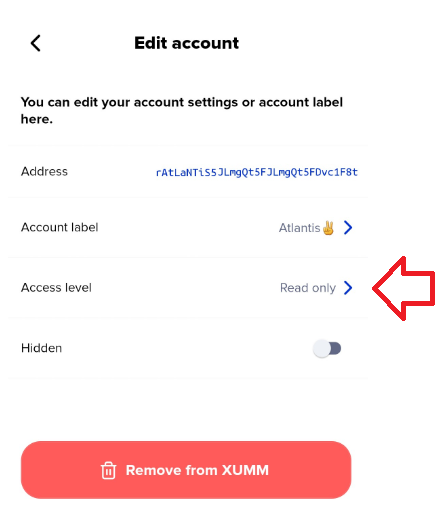 Edit account
You can edit your account settings or account label
here.
Address rAtLaNTiS5JLmgQt5FJLmgQt5FDvc1F8t
Account label Atlantis✌
Access level Read only
Hidden
Remove from XUMM